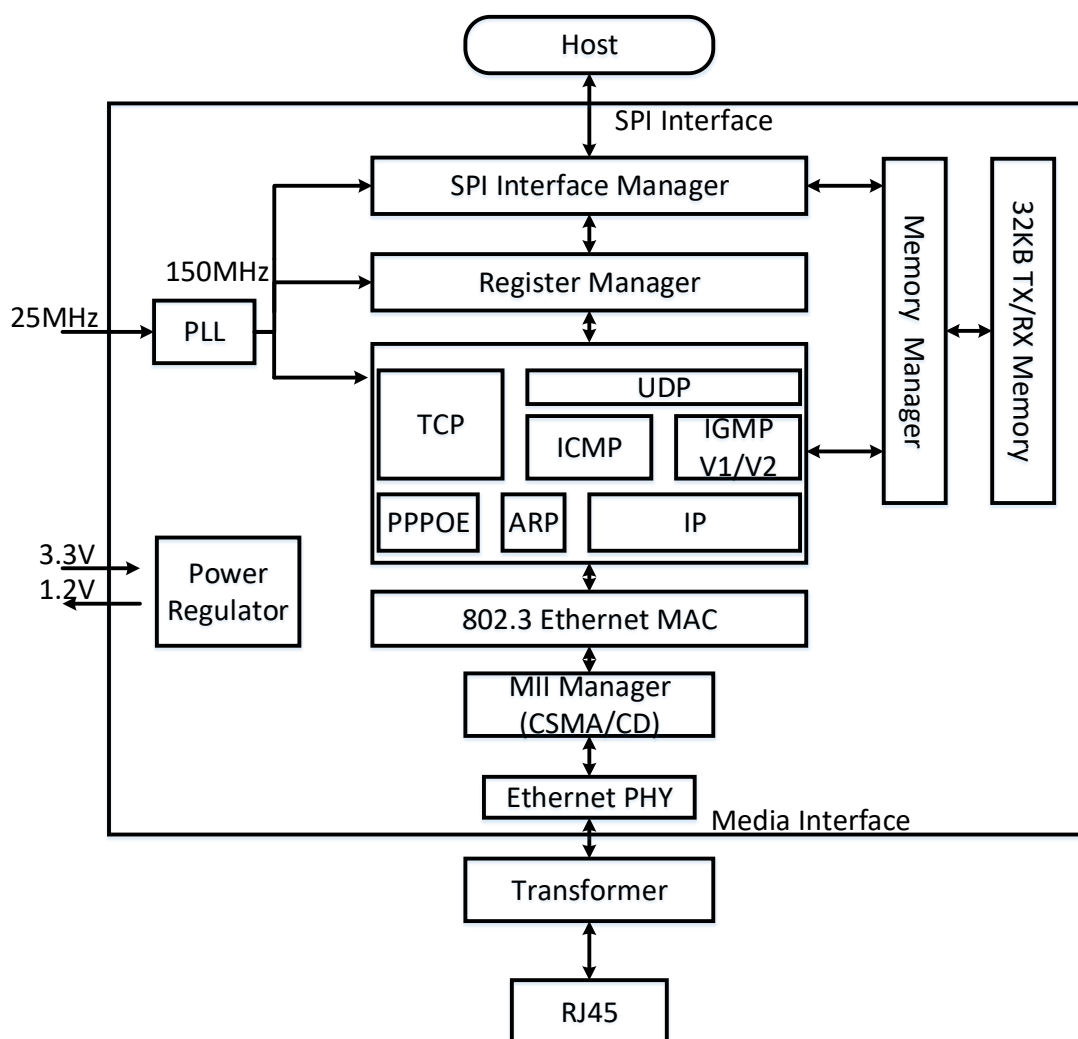 Host
SPI Interface
SPI Interface Manager
150MHz
Register Manager
25MHz
PLL
Memory Manager
32KB TX/RX Memory
TCP
UDP
ICMP
IGMP
V1/V2
PPPOE
ARP
IP
3.3V
1.2V
Power
Regulator
802.3 Ethernet MAC
MII Manager
(CSMA/CD)
Ethernet PHY
Media Interface
Transformer
RJ45